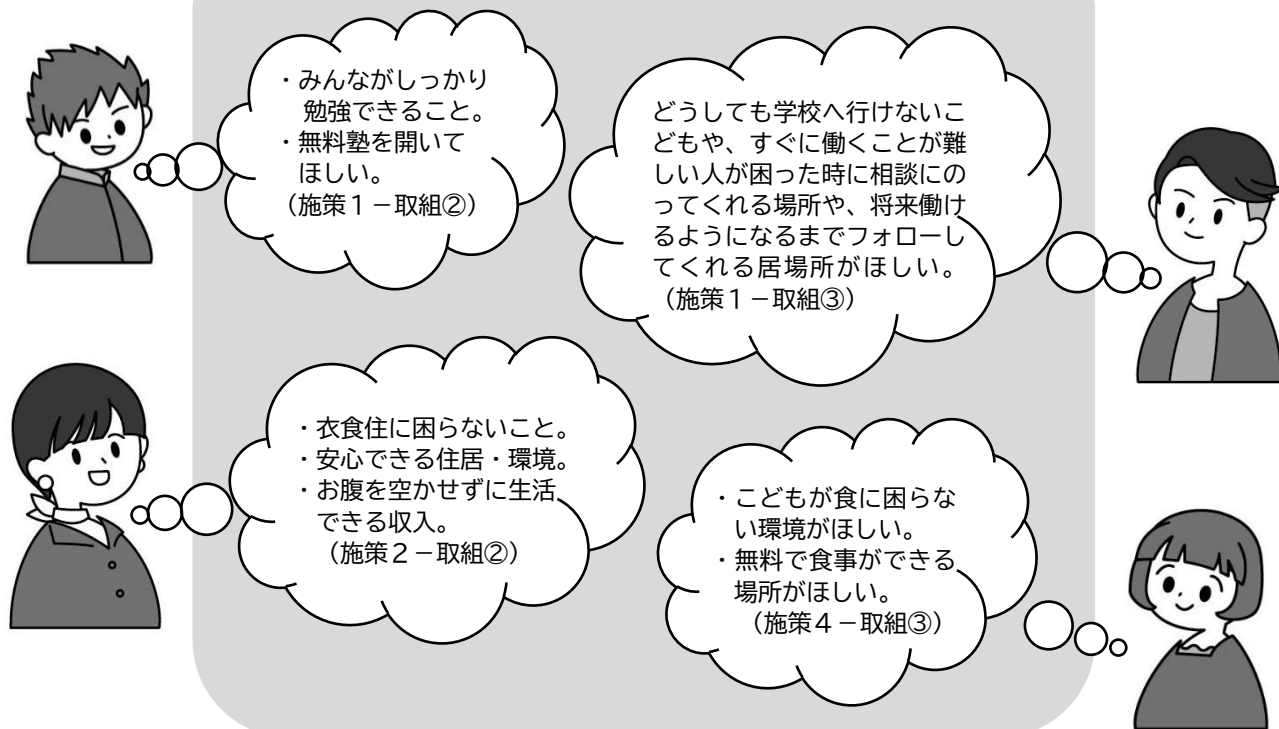 ・みんながしっかり
勉強できること。
・無料塾を開いて
ほしい。
（施策１－取組②）
どうしても学校へ行けないこ
どもや、すぐに働くことが難
しい人が困った時に相談にの
ってくれる場所や、将来働け
るようになるまでフォローし
てくれる居場所がほしい。
（施策１－取組③）
・衣食住に困らないこと。
・安心できる住居・環境。
・お腹を空かせずに生活
できる収入。
（施策２－取組②）
・こどもが食に困らな
い環境がほしい。
・無料で食事ができる
場所がほしい。
（施策４－取組③）